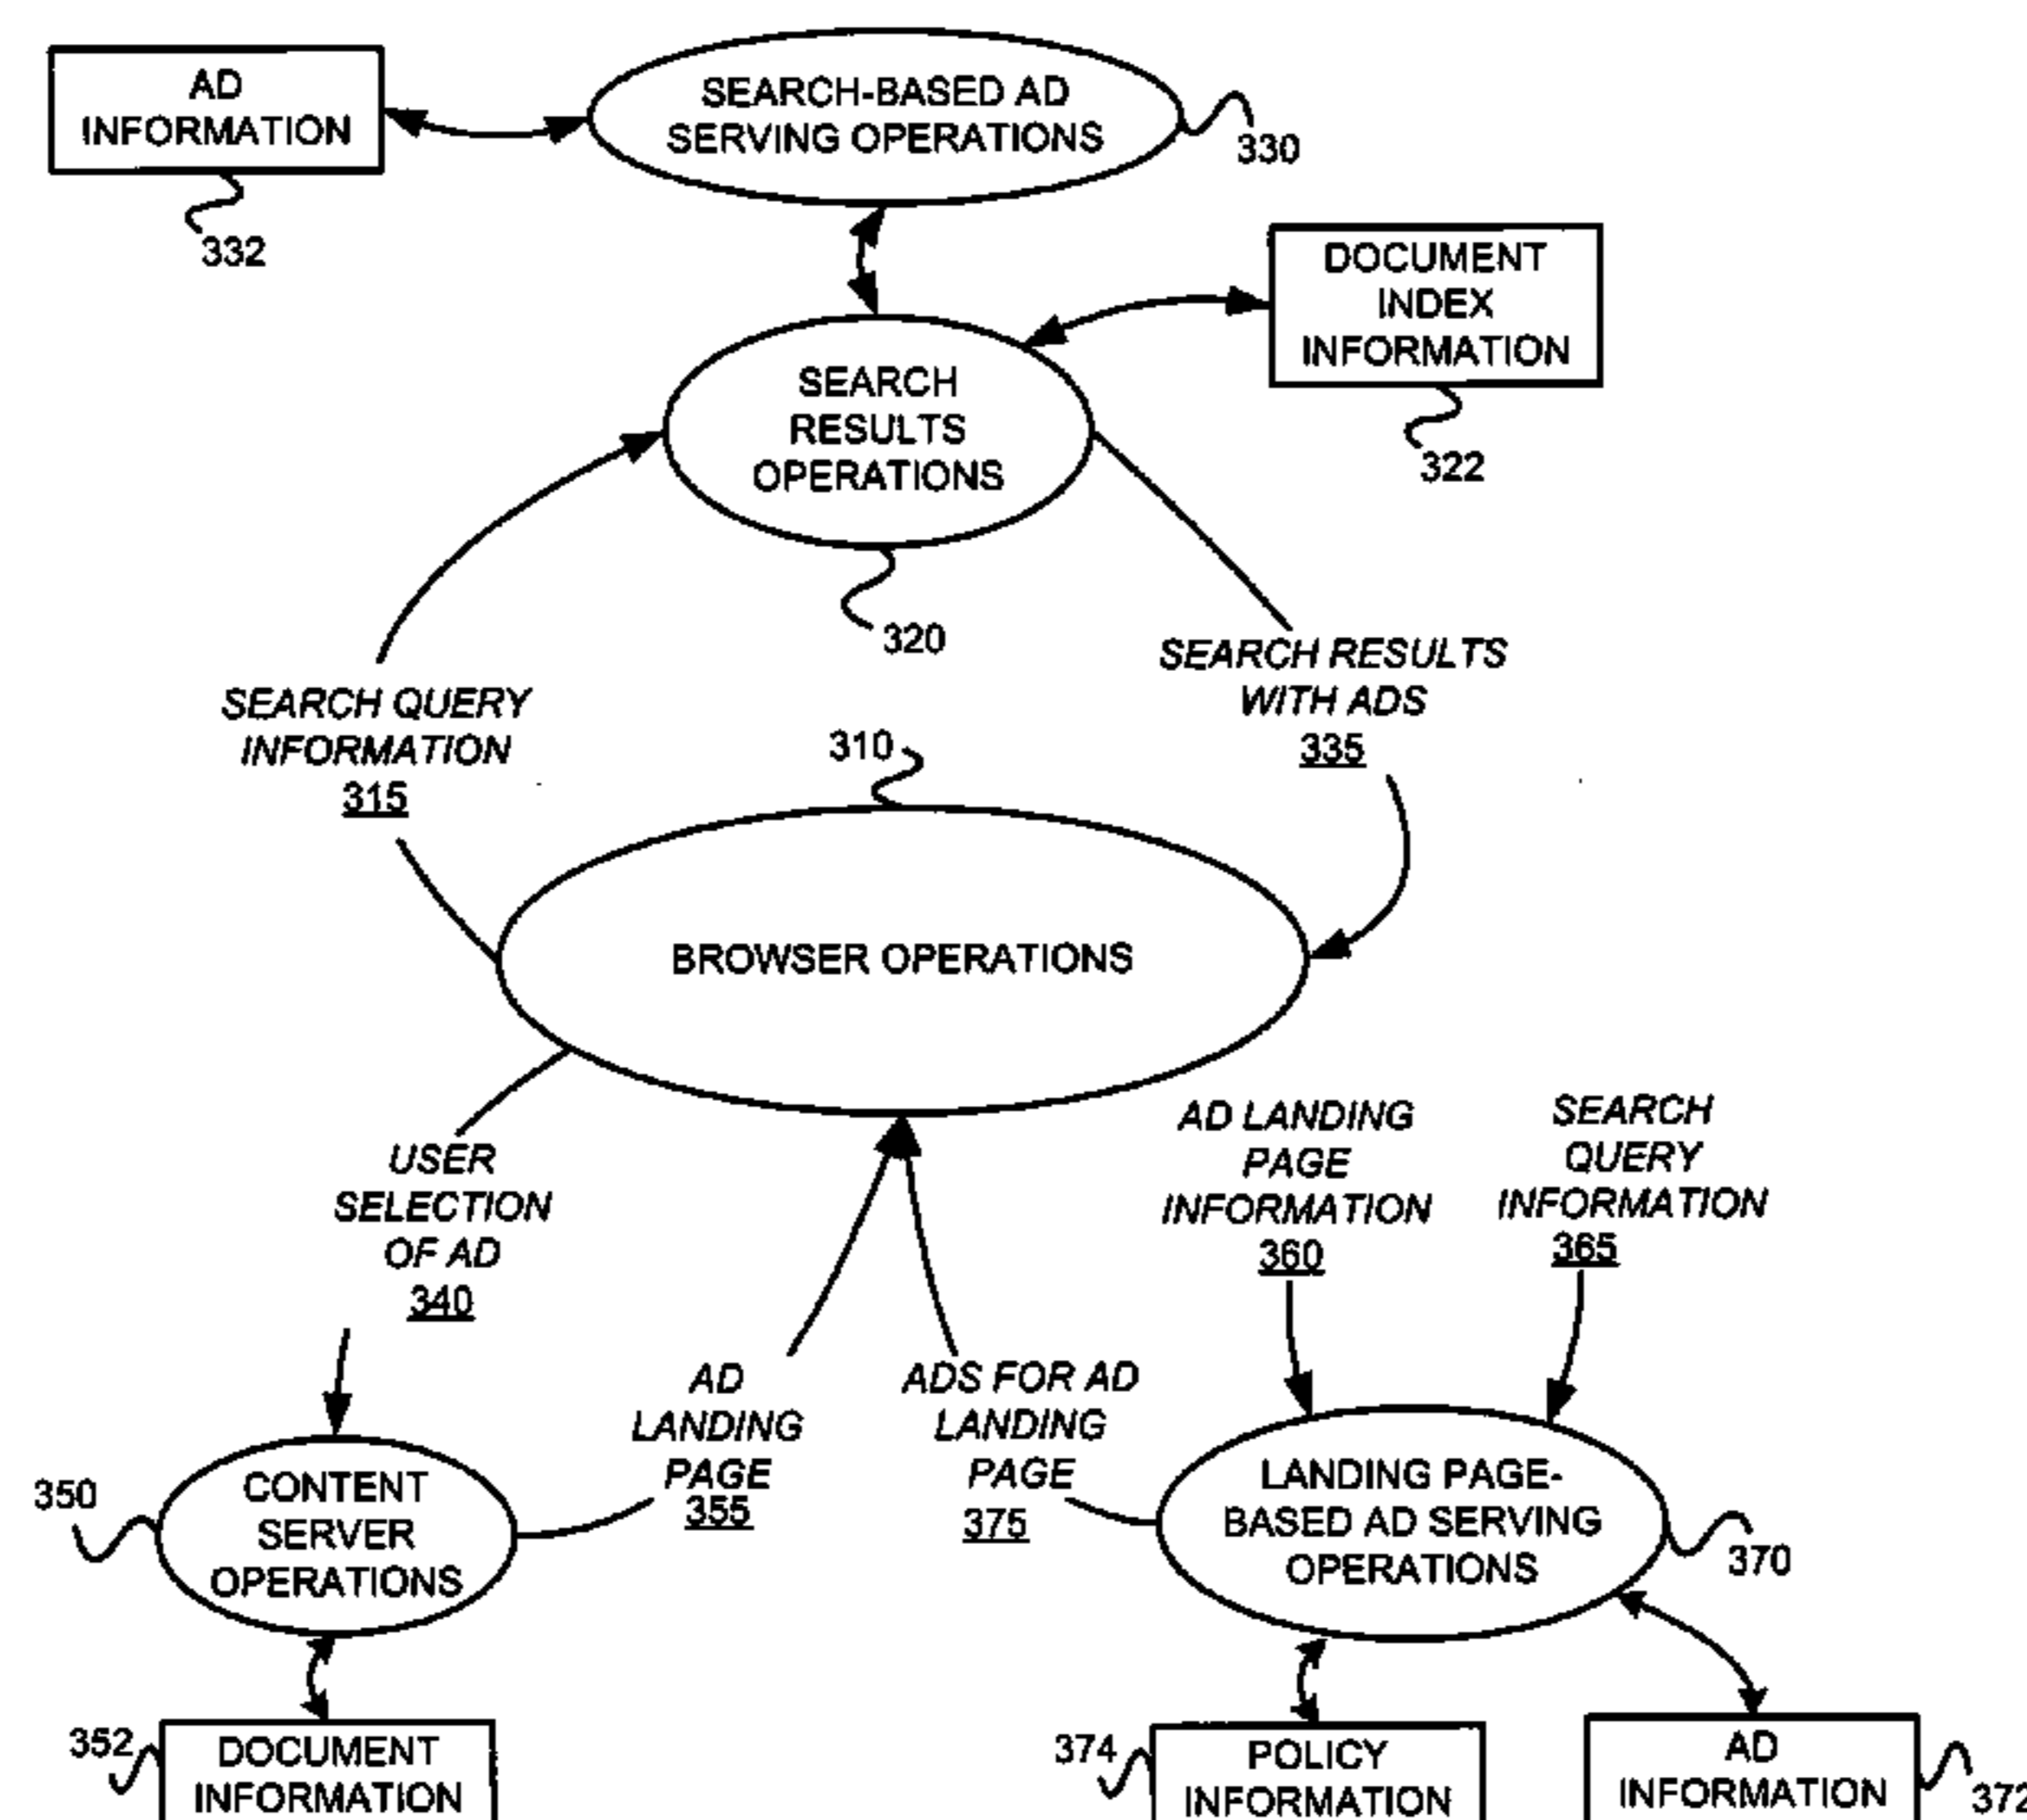 AD
INFORMATION
332
SEARCH-BASED AD
SERVING OPERATIONS
330
DOCUMENT
INDEX
INFORMATION
322
SEARCH
RESULTS
OPERATIONS
320
SEARCH QUERY
INFORMATION
315
SEARCH RESULTS
WITH ADS
335
310
BROWSER OPERATIONS
USER
SELECTION
OF AD
340
AD LANDING
PAGE
INFORMATION
360
SEARCH
QUERY
INFORMATION
365
AD
LANDING
PAGE
355
ADS FOR AD
LANDING
PAGE
375
350
CONTENT
SERVER
OPERATIONS
LANDING PAGE-
BASED AD SERVING
OPERATIONS
370
352
DOCUMENT
INFORMATION
374
POLICY
INFORMATION
AD
INFORMATION
372